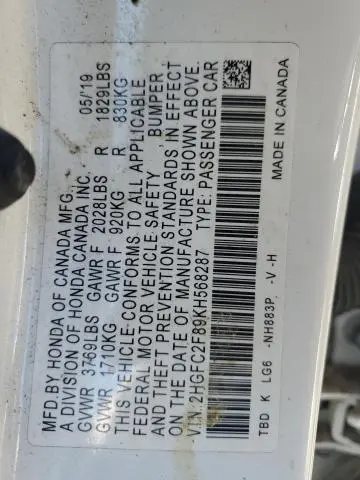 MFD.BY HONDA OF CANADA MFG. 05/19
A DIVISION OF HONDA CANADA INC.
GVWR 3769LBS GAWR F 2028LBS R 1829LBS
GVWR 1710KG GAWR F 920KG R 830KG
THIS VEHICLE CONFORMS TO ALL APPLICABLE
FEDERAL MOTOR VEHICLE SAFETY, BUMPER,
AND THEFT PREVENTION STANDARDS IN EFFECT
ON THE DATE OF MANUFACTURE SHOWN ABOVE.
V.I.N. 2HGFC2F89KH568287 TYPE: PASSENGER CAR
TBD K LG6 -NH883P -V -H MADE IN CANADA